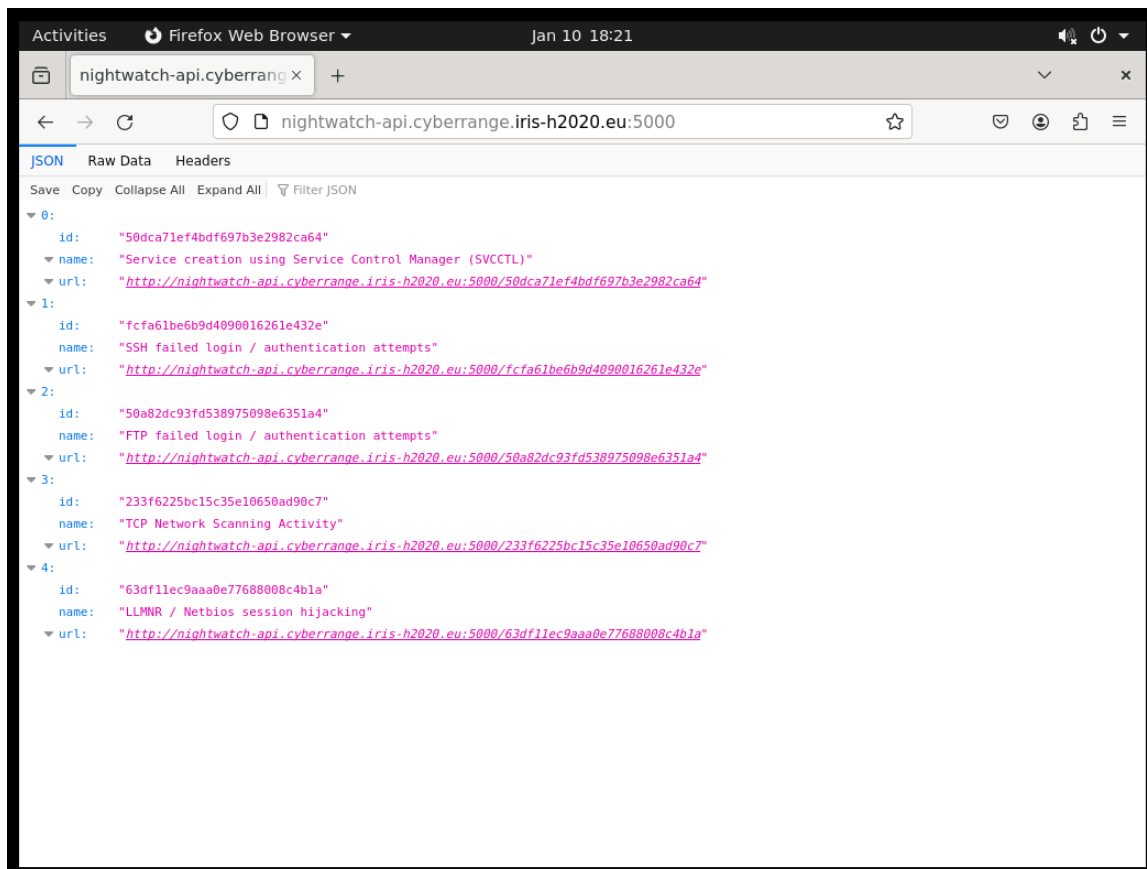 Activities Firefox Web Browser Jan 10 18:21
nightwatch-api.cyberrang
nightwatch-api.cyberrange.iris-h2020.eu:5000
JSON Raw Data Headers
Save Copy Collapse All Expand All Filter JSON
0:
id: "50dca71ef4bdf697b3e2982ca64"
name: "Service creation using Service Control Manager (SVCCTL)"
url: "http://nightwatch-api.cyberrange.iris-h2020.eu:5000/50dca71ef4bdf697b3e2982ca64"
1:
id: "fcfa61be6b9d4090016261e432e"
name: "SSH failed login / authentication attempts"
url: "http://nightwatch-api.cyberrange.iris-h2020.eu:5000/fcfa61be6b9d4090016261e432e"
2:
id: "50a82dc93fd538975098e6351a4"
name: "FTP failed login / authentication attempts"
url: "http://nightwatch-api.cyberrange.iris-h2020.eu:5000/50a82dc93fd538975098e6351a4"
3:
id: "233f6225bc15c35e10650ad90c7"
name: "TCP Network Scanning Activity"
url: "http://nightwatch-api.cyberrange.iris-h2020.eu:5000/233f6225bc15c35e10650ad90c7"
4:
id: "63df11ec9aaa0e77688008c4b1a"
name: "LLMNR / Netbios session hijacking"
url: "http://nightwatch-api.cyberrange.iris-h2020.eu:5000/63df11ec9aaa0e77688008c4b1a"